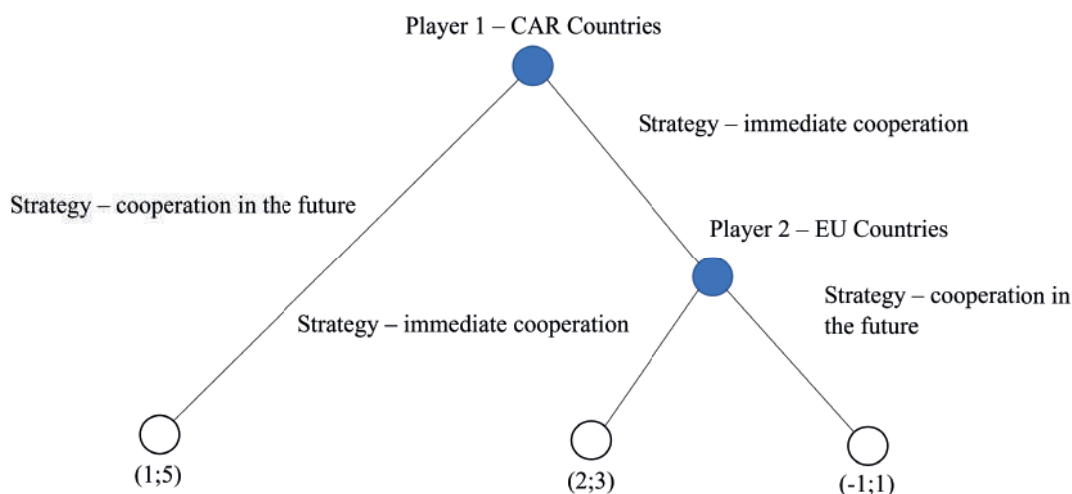 Player 1 – CAR Countries
Strategy – immediate cooperation
Strategy – cooperation in the future
Player 2 – EU Countries
Strategy – cooperation in
the future
Strategy – immediate cooperation
(1;5)
(2;3)
(-1;1)